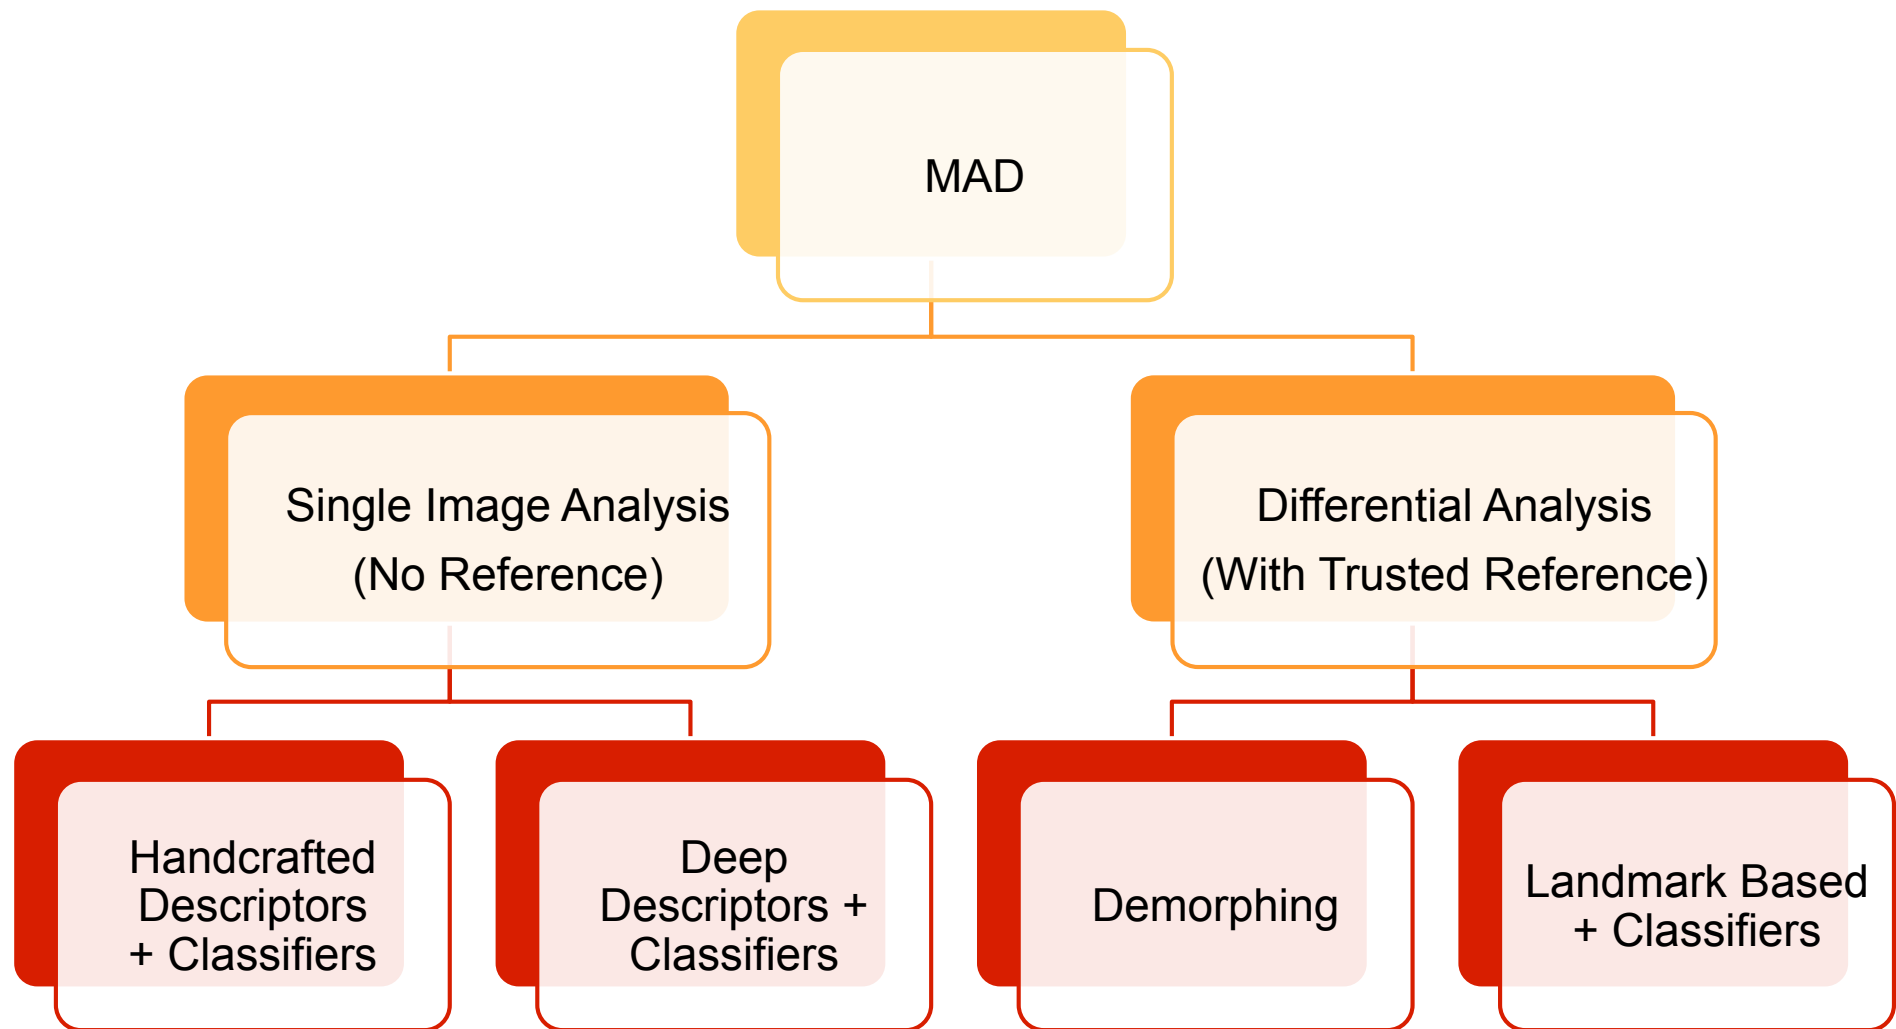 MAD
Single Image Analysis
(No Reference)
Differential Analysis
(With Trusted Reference)
Handcrafted
Descriptors
+ Classifiers
Deep
Descriptors +
Classifiers
Demorphing
Landmark Based
+ Classifiers